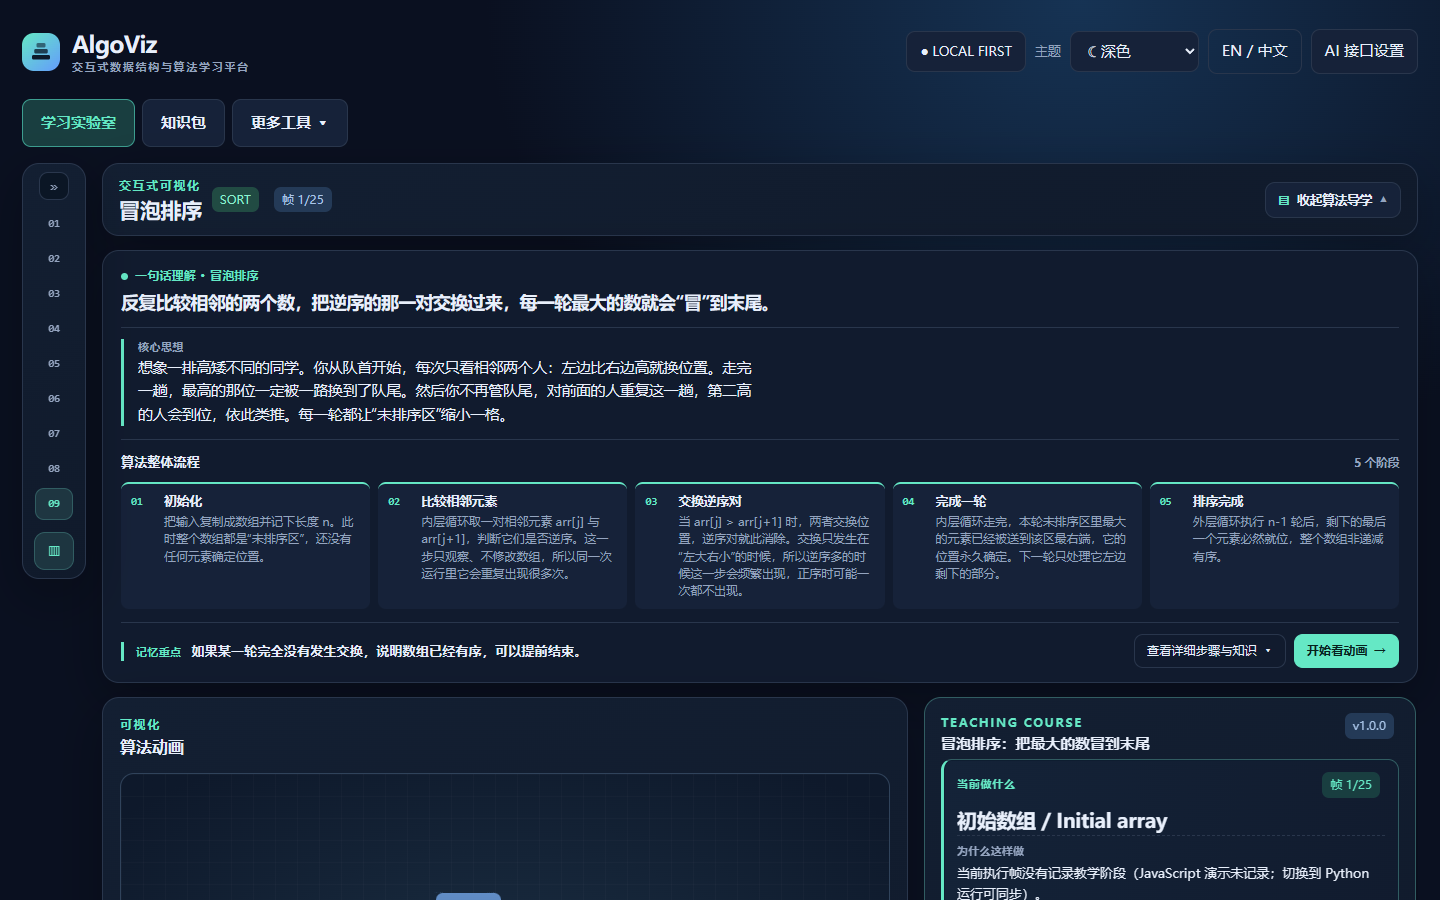 AlgoViz
交互式数据结构与算法学习平台
● LOCAL FIRST
主题
☾ 深色
EN / 中文
AI 接口设置
学习实验室
知识包
更多工具 ▾
»
01
02
03
04
05
06
07
08
09
▥
交互式可视化
冒泡排序
SORT
帧 1/25
▤ 收起算法导学 ▲
一句话理解 • 冒泡排序
反复比较相邻的两个数，把逆序的那一对交换过来，每一轮最大的数就会“冒”到末尾。
核心思想
想象一排高矮不同的同学。你从队首开始，每次只看相邻两个人：左边比右边高就换位置。走完
一趟，最高的那位一定被一路换到了队尾。然后你不再管队尾，对前面的人重复这一趟，第二高
的人会到位，依此类推。每一轮都让“未排序区”缩小一格。
算法整体流程
5 个阶段
01 初始化
把输入复制成数组并记下长度 n。此
时整个数组都是“未排序区”，还没有
任何元素确定位置。
02 比较相邻元素
内层循环取一对相邻元素 arr[j] 与
arr[j+1]，判断它们是否逆序。这一
步只观察、不修改数组，所以同一次
运行里它会重复出现很多次。
03 交换逆序对
当 arr[j] > arr[j+1] 时，两者交换位
置，逆序对就此消除。交换只发生在
“左大右小”的时候，所以逆序多的时
候这一步会频繁出现，正序时可能一
次都不出现。
04 完成一轮
内层循环走完，本轮未排序区里最大
的元素已经被送到该区最右端，它的
位置永久确定。下一轮只处理它左边
剩下的部分。
05 排序完成
外层循环执行 n-1 轮后，剩下的最后
一个元素必然就位，整个数组非递减
有序。
记忆重点 如果某一轮完全没有发生交换，说明数组已经有序，可以提前结束。
查看详细步骤与知识 ▾
开始看动画 →
可视化
算法动画
TEACHING COURSE
冒泡排序：把最大的数冒到末尾
v1.0.0
当前做什么
帧 1/25
初始数组 / Initial array
为什么这样做
当前执行帧没有记录教学阶段（JavaScript 演示未记录；切换到 Python
运行可同步）。